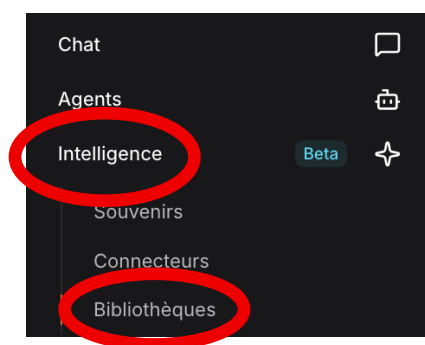 Chat
Agents
Intelligence Beta
Souvenirs
Connecteurs
Bibliothèques